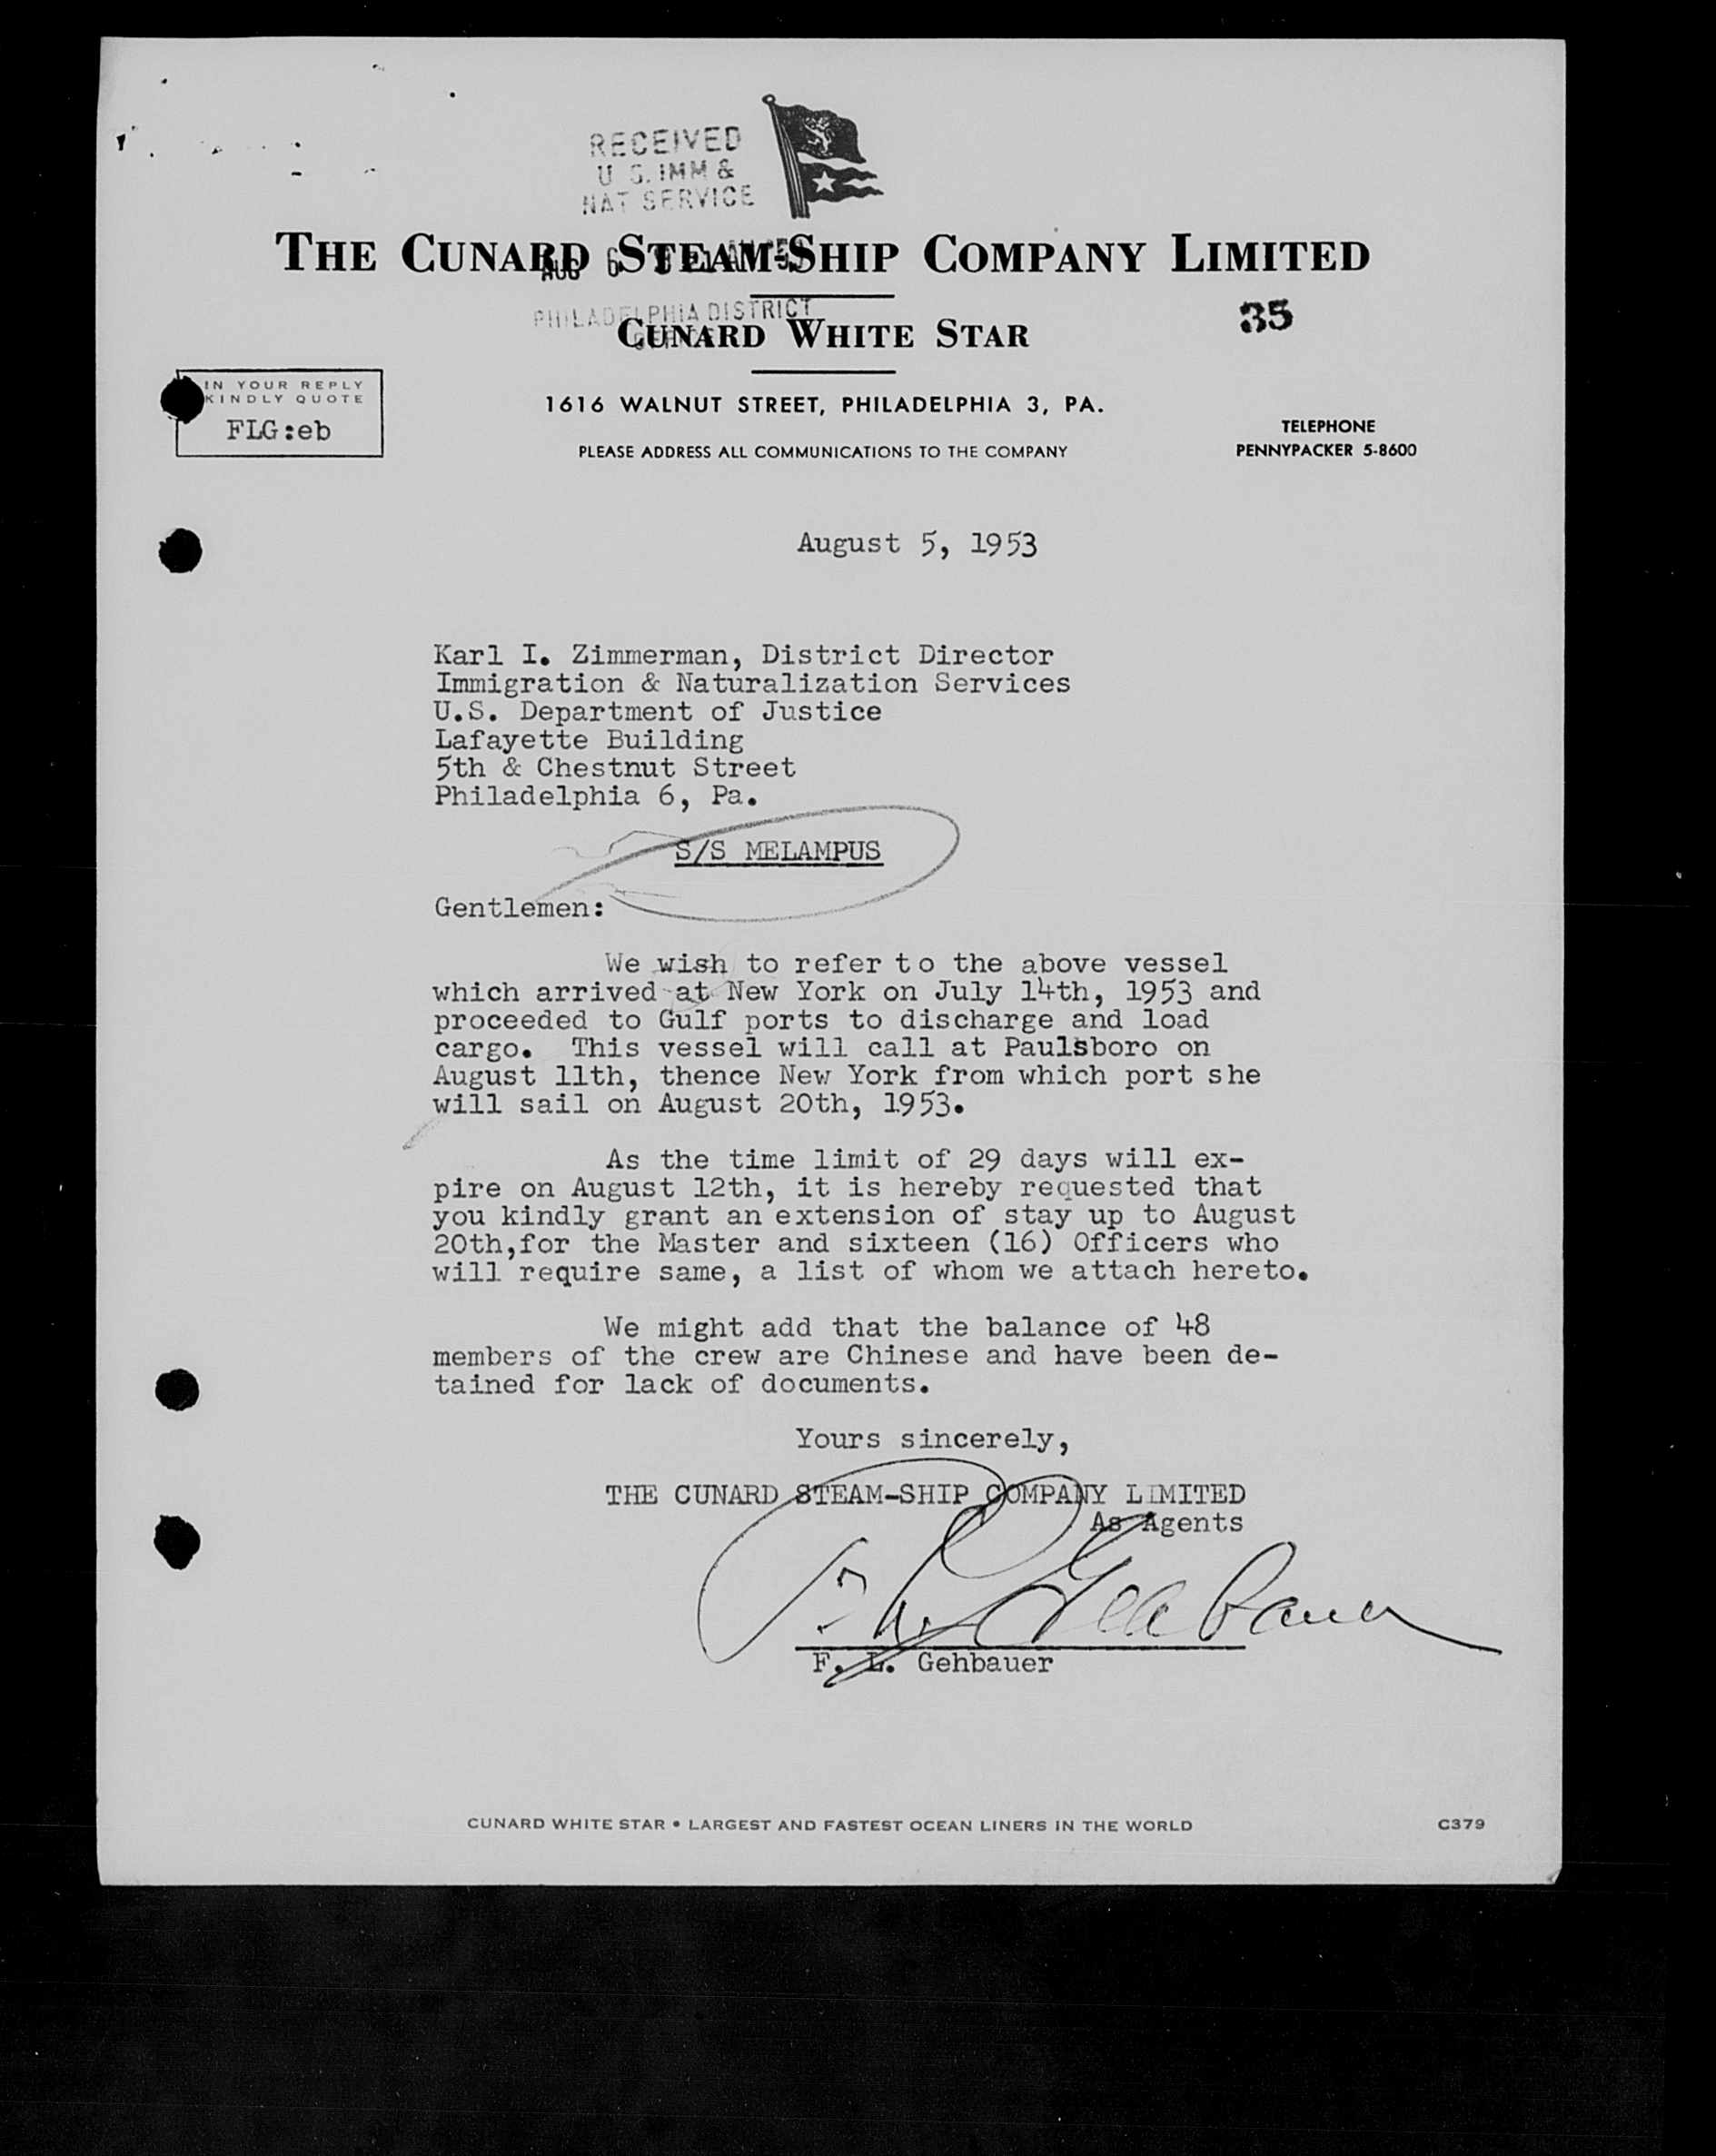 RECEIVED
U.S. IMM &
NAT SERVICE
THE CUNARD STEAM-SHIP COMPANY LIMITED
AUG 6
PHILADELPHIA DISTRICT
35
CUNARD WHITE STAR
IN YOUR REPLY
KINDLY QUOTE
FLG:eb
1616 WALNUT STREET, PHILADELPHIA 3, PA.
PLEASE ADDRESS ALL COMMUNICATIONS TO THE COMPANY
TELEPHONE
PENNYPACKER 5-8600
August 5, 1953
Karl I. Zimmerman, District Director
Immigration & Naturalization Services
U.S. Department of Justice
Lafayette Building
5th & Chestnut Street
Philadelphia 6, Pa.
S/S MELAMPUS
Gentlemen:
We wish to refer to the above vessel
which arrived at New York on July 14th, 1953 and
proceeded to Gulf ports to discharge and load
cargo. This vessel will call at Paulsboro on
August 11th, thence New York from which port she
will sail on August 20th, 1953.
As the time limit of 29 days will ex-
pire on August 12th, it is hereby requested that
you kindly grant an extension of stay up to August
20th,for the Master and sixteen (16) Officers who
will require same, a list of whom we attach hereto.
We might add that the balance of 48
members of the crew are Chinese and have been de-
tained for lack of documents.
Yours sincerely,
THE CUNARD STEAM-SHIP COMPANY LIMITED
As Agents
F. L. Gehbauer
F. L. Gehbauer
CUNARD WHITE STAR • LARGEST AND FASTEST OCEAN LINERS IN THE WORLD
C379